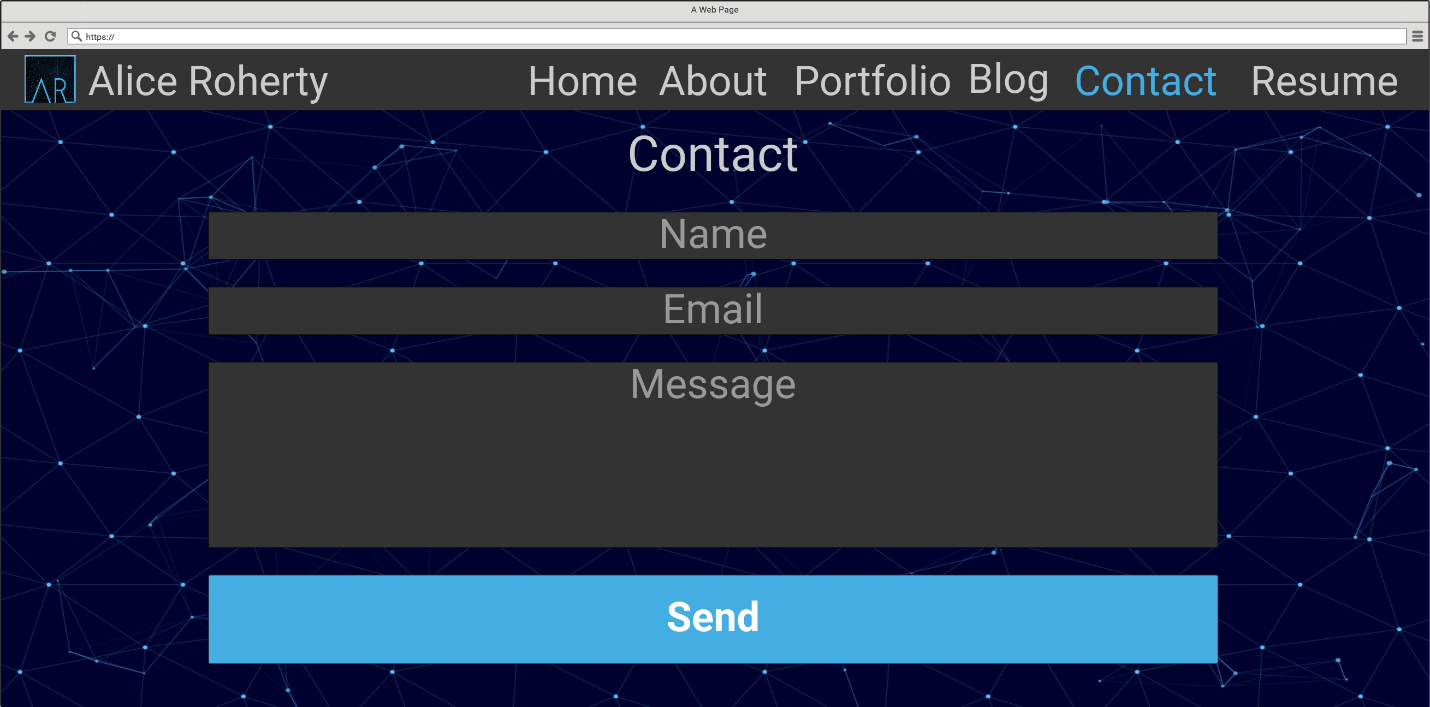 A Web Page
https://
AR Alice Roherty Home About Portfolio Blog Contact Resume
Contact
Name
Email
Message
Send